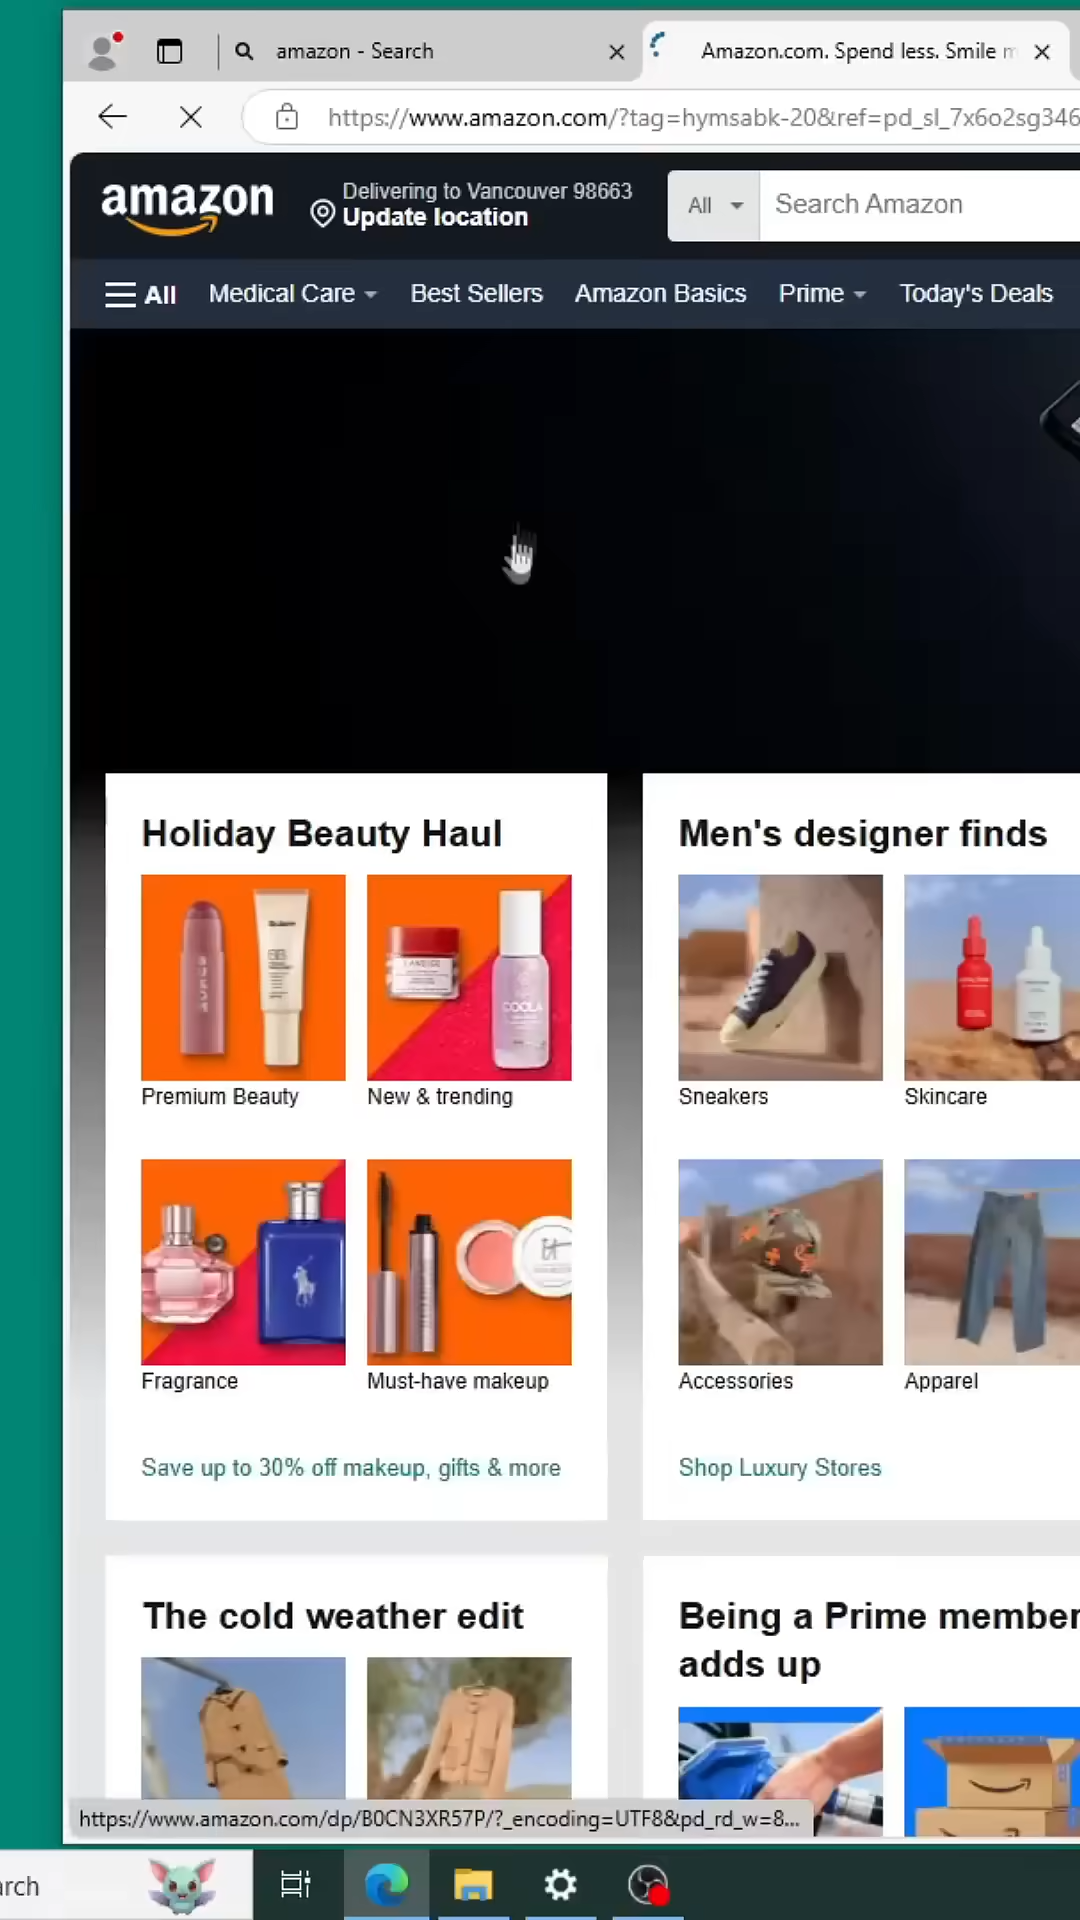 amazon - Search
Amazon.com. Spend less. Smile m
https://www.amazon.com/?tag=hymsabk-20&ref=pd_sl_7x6o2sg346
amazon
Delivering to Vancouver 98663
Update location
All
Search Amazon
All
Medical Care
Best Sellers
Amazon Basics
Prime
Today's Deals
Holiday Beauty Haul
Men's designer finds
BUXOM
LANEIGE
COOLA
Premium Beauty
New & trending
Sneakers
Skincare
it
Fragrance
Must-have makeup
Accessories
Apparel
Save up to 30% off makeup, gifts & more
Shop Luxury Stores
The cold weather edit
Being a Prime member
adds up
https://www.amazon.com/dp/B0CN3XR57P/?_encoding=UTF8&pd_rd_w=8...
arch